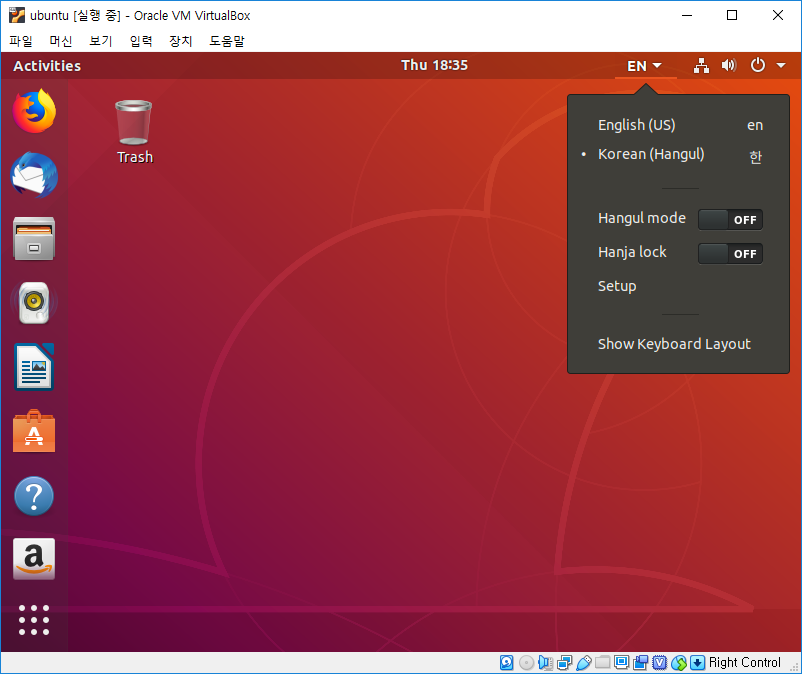 ubuntu [실행 중] - Oracle VM VirtualBox
파일 머신 보기 입력 장치 도움말
Activities Thu 18:35 EN
Trash
English (US) en
• Korean (Hangul) 한
Hangul mode OFF
Hanja lock OFF
Setup
Show Keyboard Layout
A
?
a
Right Control